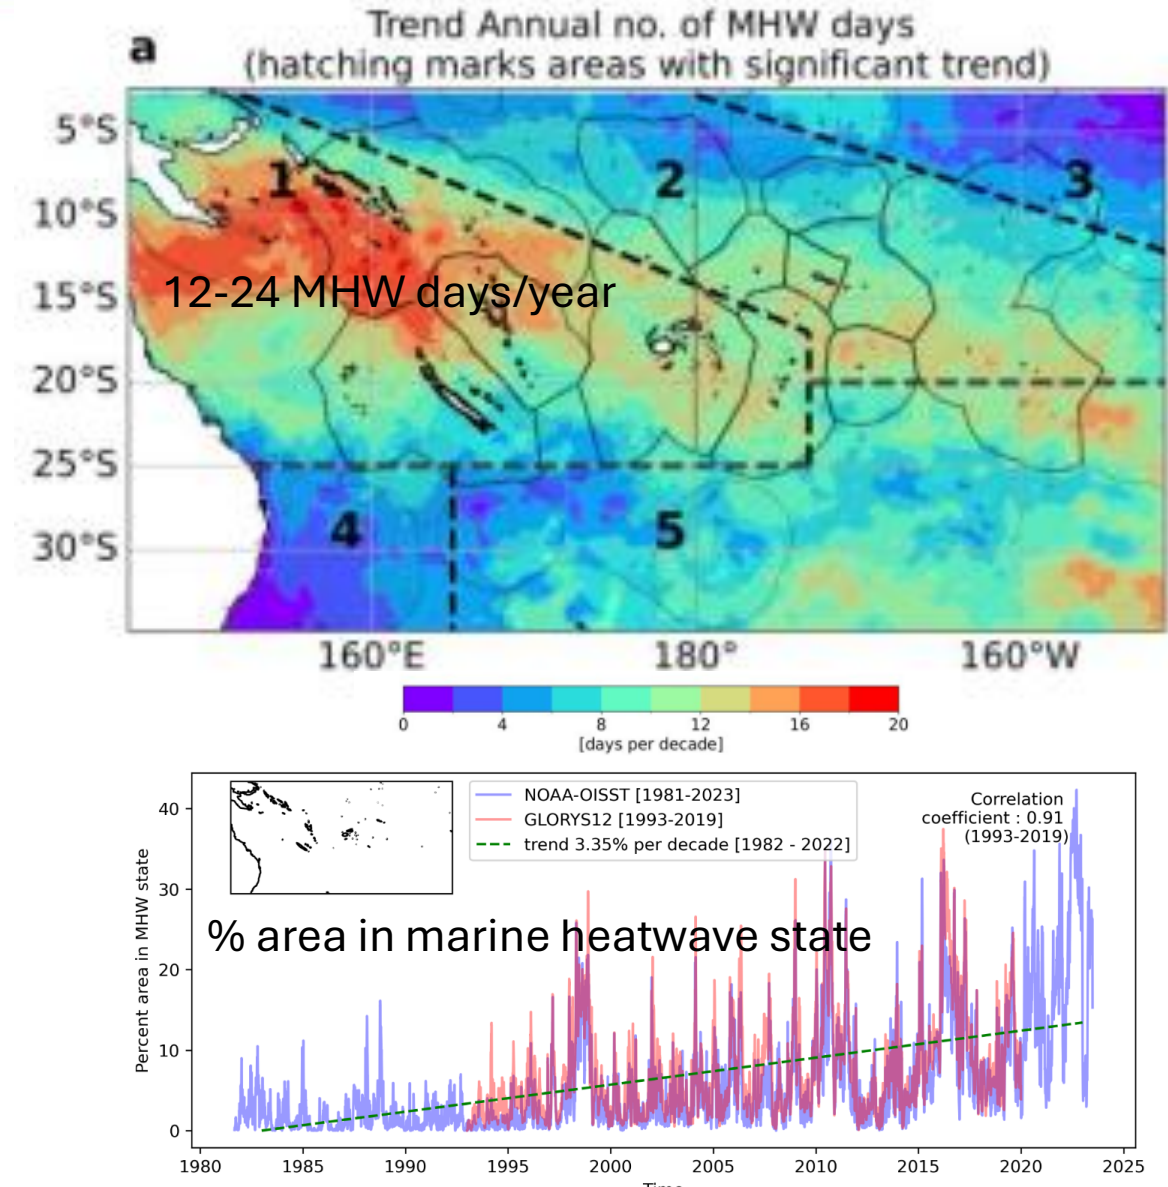 Trend Annual no. of MHW days
a
(hatching marks areas with significant trend)
5°S
10°S
15°S
20°S
25°S
30°S
1
2
3
12-24 MHW days/year
4
5
160°E
180°
160°W
0
4
8
12
16
20
[days per decade]
NOAA-OISST [1981-2023]
GLORYS12 [1993-2019]
trend 3.35% per decade [1982 - 2022]
Correlation
coefficient : 0.91
(1993-2019)
% area in marine heatwave state
Percent area in MHW state
40
30
20
10
0
1980
1985
1990
1995
2000
2005
2010
2015
2020
2025